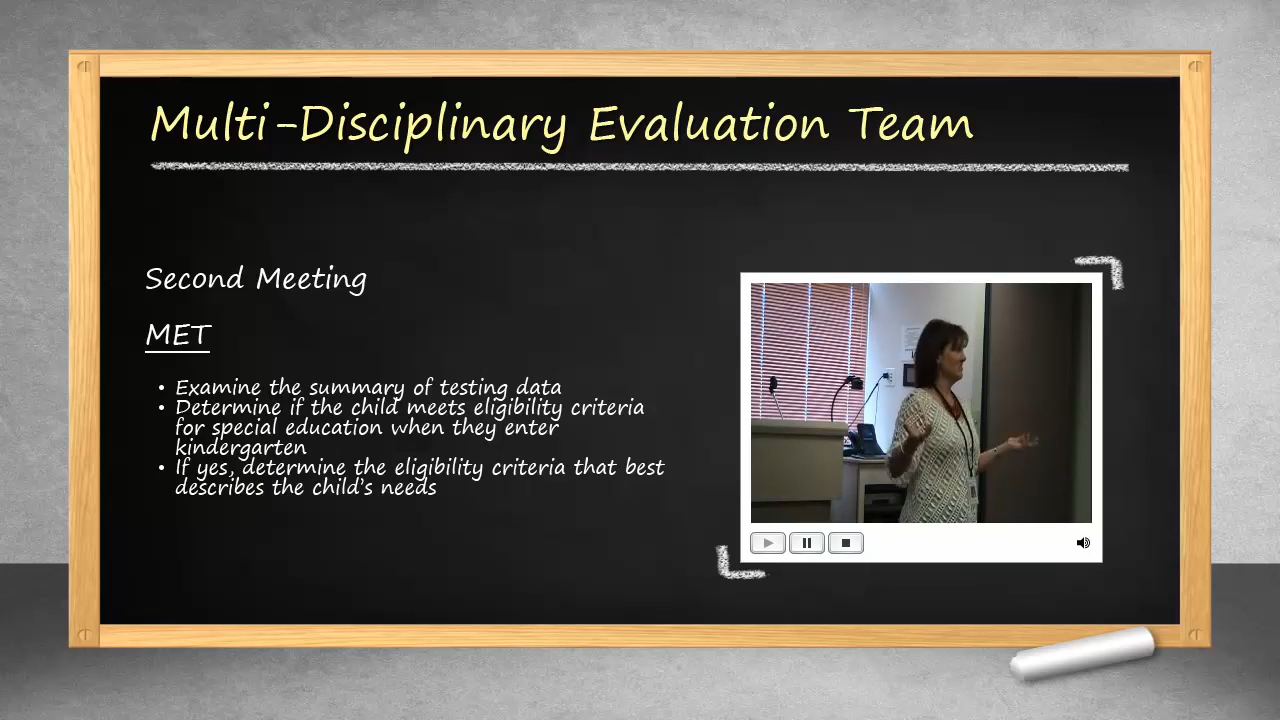 Multi-Disciplinary Evaluation Team
Second Meeting
MET
• Examine the summary of testing data
• Determine if the child meets eligibility criteria
for special education when they enter
kindergarten
• If yes, determine the eligibility criteria that best
describes the child's needs